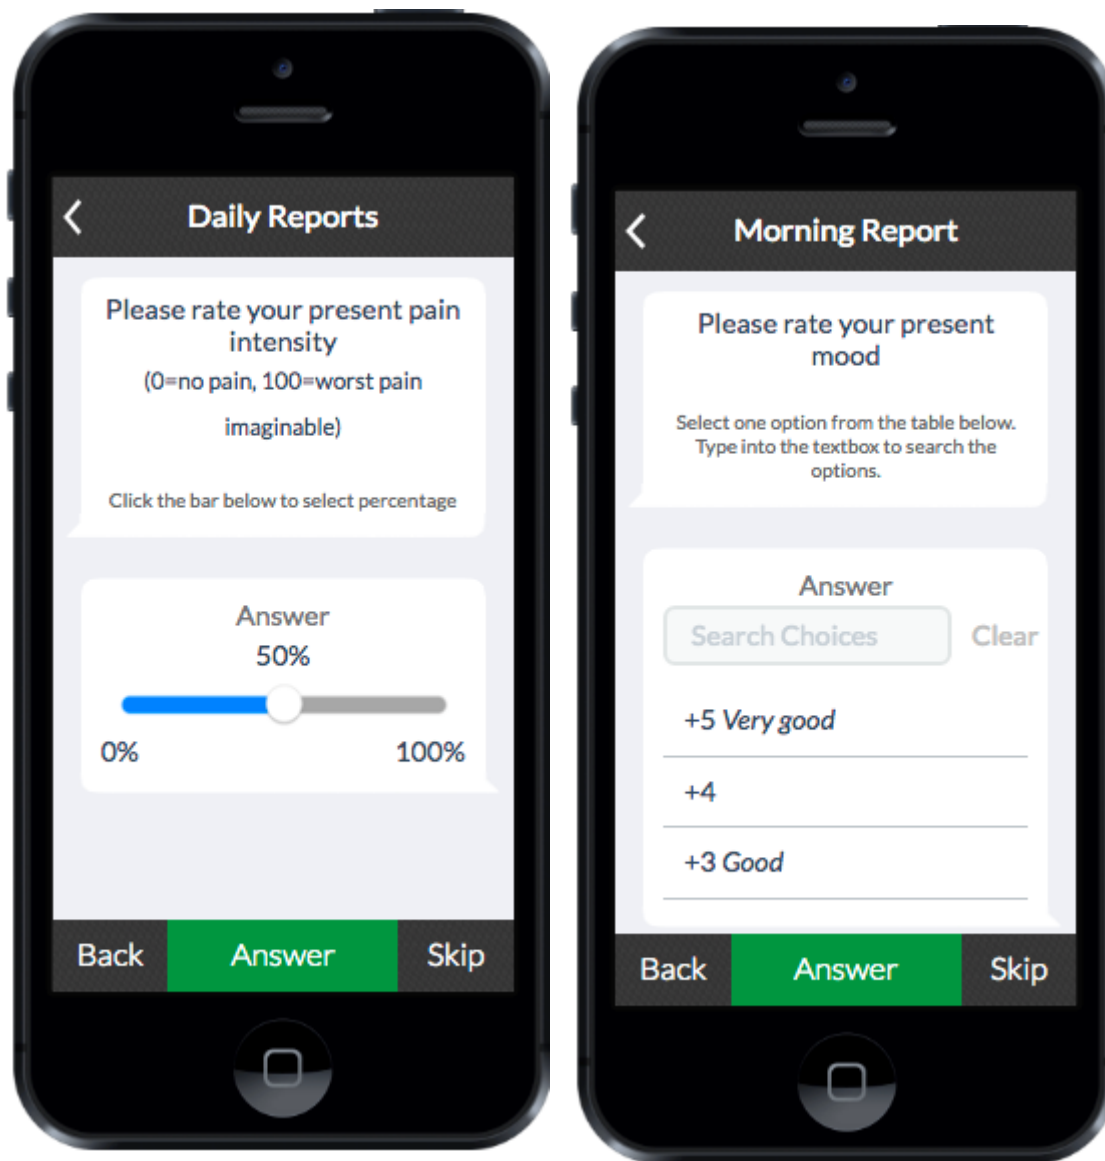 Daily Reports
Please rate your present pain
intensity
(0=no pain, 100=worst pain
imaginable)
Click the bar below to select percentage
Answer
50%
0%
100%
Back
Answer
Skip
Morning Report
Please rate your present
mood
Select one option from the table below.
Type into the textbox to search the
options.
Answer
Search Choices
Clear
+5 Very good
+4
+3 Good
Back
Answer
Skip